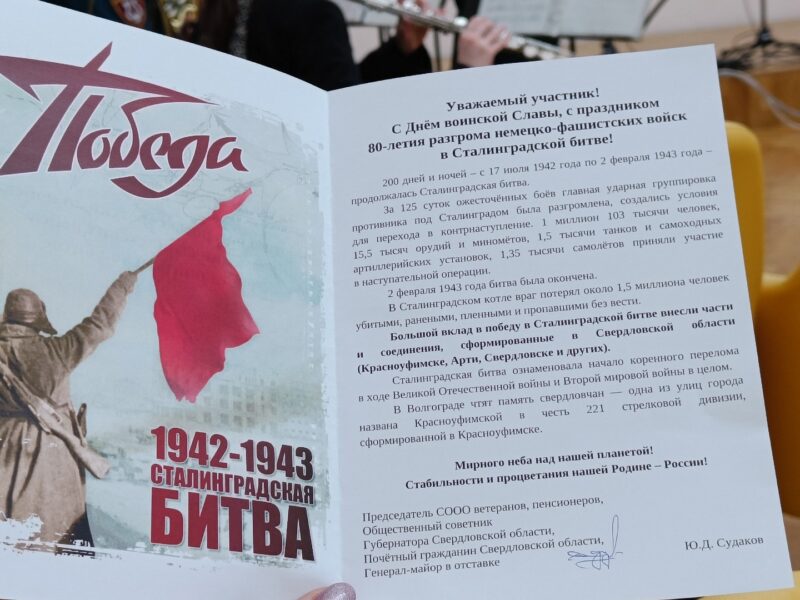 Победа
1942-1943
СТАЛИНГРАДСКАЯ
БИТВА
Уважаемый участник!
С Днём воинской Славы, с праздником
80-летия разгрома немецко-фашистских войск
в Сталинградской битве!
200 дней и ночей – с 17 июля 1942 года по 2 февраля 1943 года –
продолжалась Сталинградская битва.
За 125 суток ожесточённых боёв главная ударная группировка
противника под Сталинградом была разгромлена, создались условия
для перехода в контрнаступление. 1 миллион 103 тысячи человек,
15,5 тысяч орудий и миномётов, 1,5 тысячи танков и самоходных
артиллерийских установок, 1,35 тысячи самолётов приняли участие
в наступательной операции.
2 февраля 1943 года битва была окончена.
В Сталинградском котле враг потерял около 1,5 миллиона человек
убитыми, ранеными, пленными и пропавшими без вести.
Большой вклад в победу в Сталинградской битве внесли части
и соединения, сформированные в Свердловской области
(Красноуфимске, Арти, Свердловске и других).
Сталинградская битва ознаменовала начало коренного перелома
в ходе Великой Отечественной войны и Второй мировой войны в целом.
В Волгограде чтят память свердловчан — одна из улиц города
названа Красноуфимской в честь 221 стрелковой дивизии,
сформированной в Красноуфимске.
Мирного неба над нашей планетой!
Стабильности и процветания нашей Родине – России!
Председатель СООО ветеранов, пенсионеров,
Общественный советник
Губернатора Свердловской области,
Почётный гражданин Свердловской области,
Генерал-майор в отставке
Ю.Д. Судаков